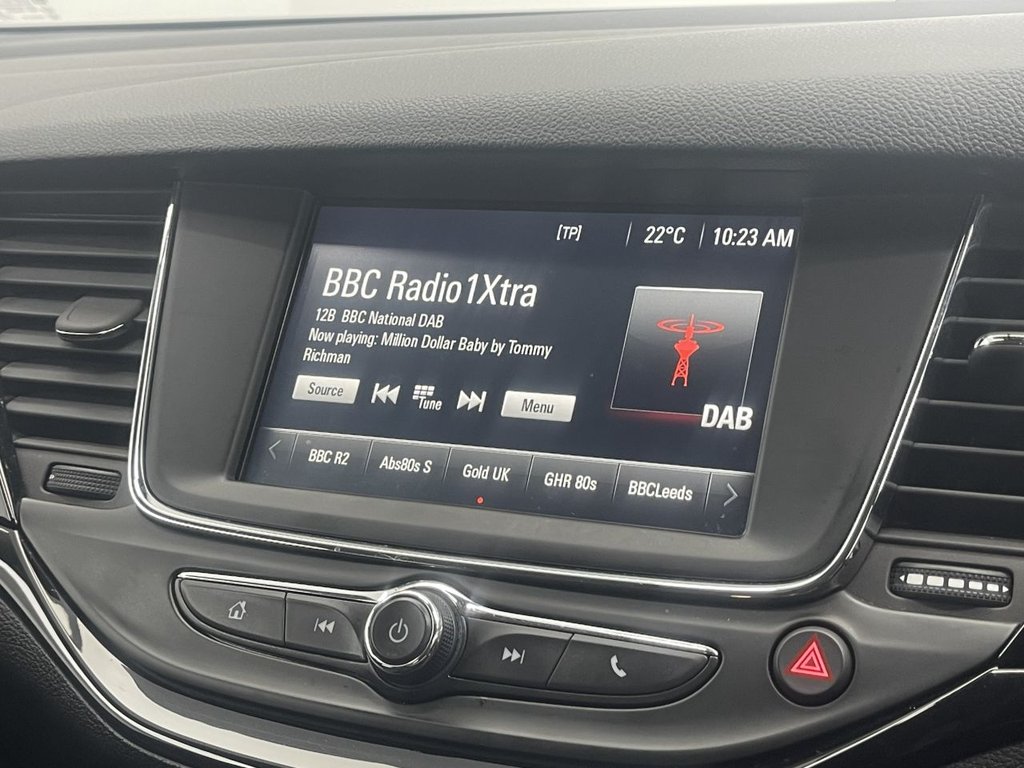 [TP] 22°C 10:23 AM
BBC Radio1Xtra
12B BBC National DAB
Now playing: Million Dollar Baby by Tommy
Richman
Source Tune Menu
DAB
BBC R2 Abs80s S Gold UK GHR 80s BBCLeeds